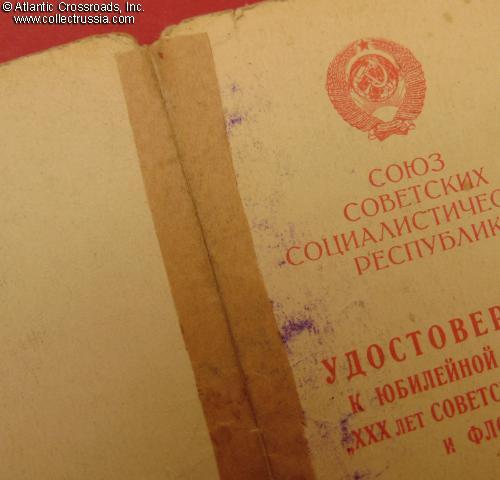 © Atlantic Crossroads, Inc.
www.collectrussia.com
СОЮЗ
СОВЕТСКИХ
СОЦИАЛИСТИЧЕС
РЕСПУБЛИК
УДОСТОВЕР
К ЮБИЛЕЙНОЙ
„XXX ЛЕТ СОВЕТС
И ФЛО